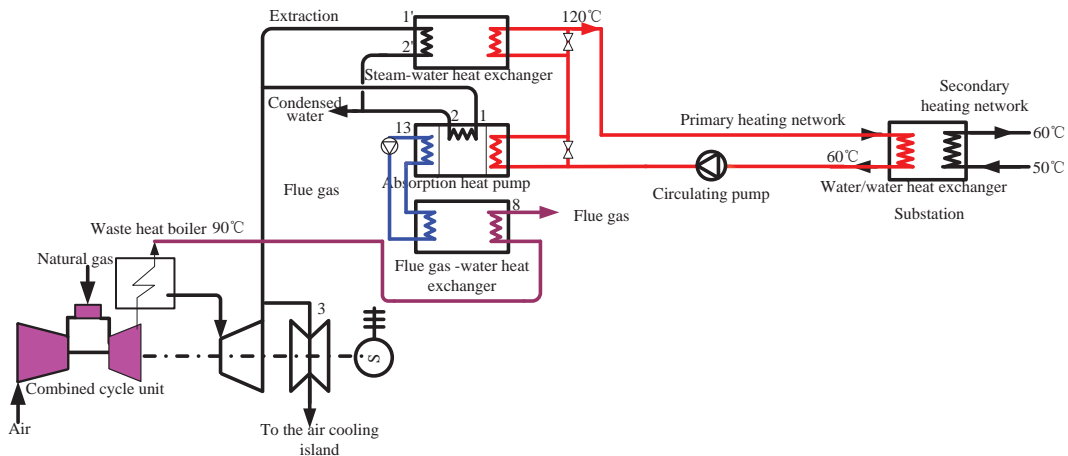 Extraction
1'
120℃
2'
Steam-water heat exchanger
Condensed
water
2
1
13
Absorption heat pump
Primary heating network
Secondary
heating network
60℃
60℃
50℃
Circulating pump
Water/water heat exchanger
Substation
Flue gas
8
Flue gas
Waste heat boiler
90℃
Flue gas -water heat
exchanger
Natural gas
3
S
Combined cycle unit
Air
To the air cooling
island